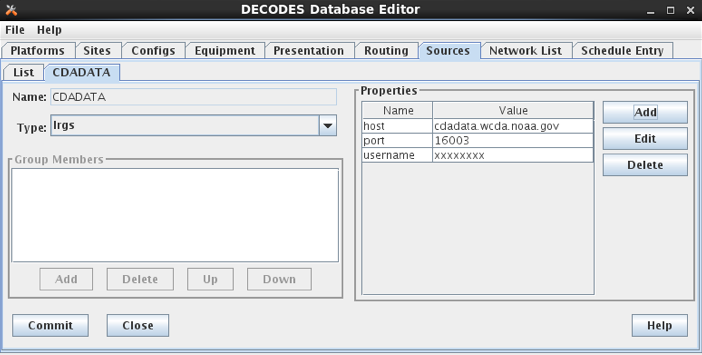 DECODES Database Editor
File Help
Platforms Sites Configs Equipment Presentation Routing Sources Network List Schedule Entry
List CDADATA
Name: CDADATA
Type: lrgs
Group Members
Add Delete Up Down
Properties
Name Value
host cdadata.wcda.noaa.gov
port 16003
username xxxxxxxx
Add
Edit
Delete
Commit Close Help